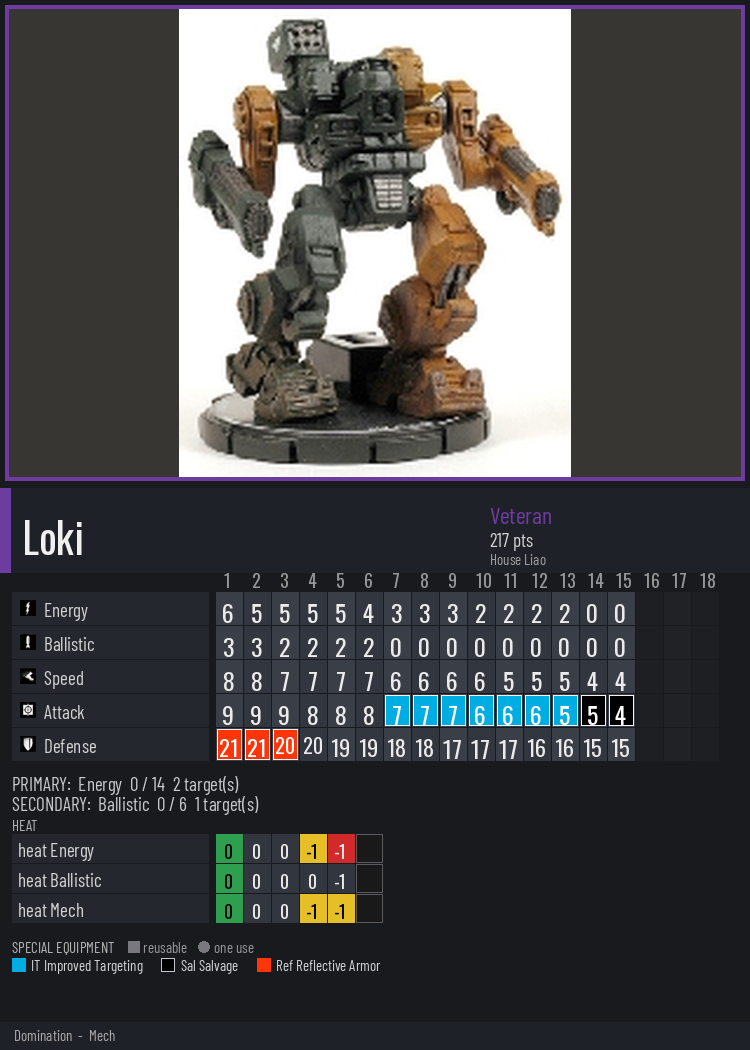 Loki
Veteran
217 pts
House Liao
1 2 3 4 5 6 7 8 9 10 11 12 13 14 15 16 17 18
Energy 6 5 5 5 5 4 3 3 3 2 2 2 2 0 0
Ballistic 3 3 2 2 2 2 0 0 0 0 0 0 0 0 0
Speed 8 8 7 7 7 7 6 6 6 6 5 5 5 4 4
Attack 9 9 9 8 8 8 7 7 7 6 6 6 5 5 4
Defense 21 21 20 20 19 19 18 18 17 17 17 16 16 15 15
PRIMARY: Energy 0 / 14 2 target(s)
SECONDARY: Ballistic 0 / 6 1 target(s)
HEAT
heat Energy 0 0 0 -1 -1
heat Ballistic 0 0 0 0 -1
heat Mech 0 0 0 -1 -1
SPECIAL EQUIPMENT reusable one use
IT Improved Targeting Sal Salvage Ref Reflective Armor
Domination - Mech